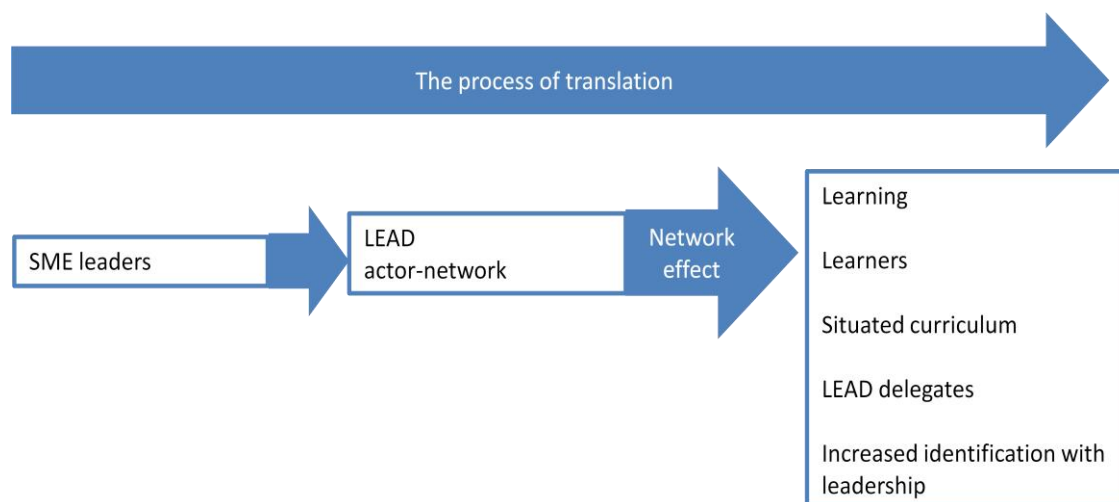 The process of translation
SME leaders
LEAD
actor-network
Network
effect
Learning
Learners
Situated curriculum
LEAD delegates
Increased identification with
leadership